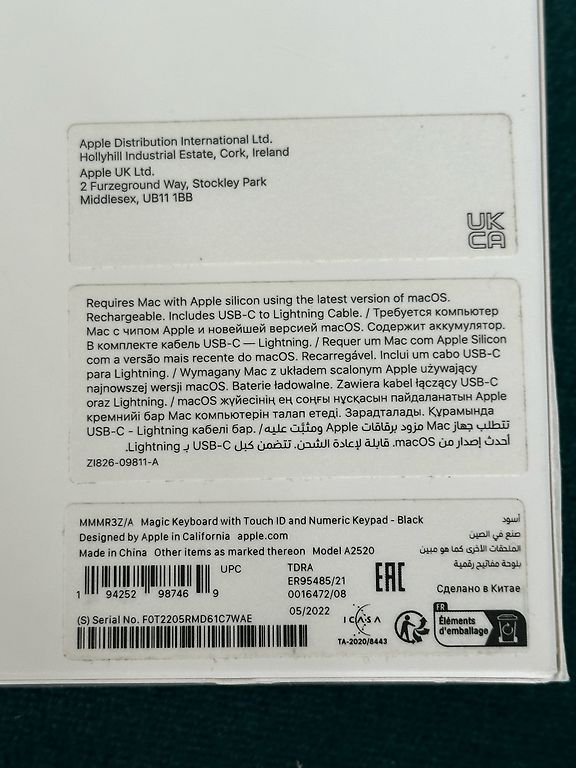 Apple Distribution International Ltd.
Hollyhill Industrial Estate, Cork, Ireland
Apple UK Ltd.
2 Furzeground Way, Stockley Park
Middlesex, UB11 1BB
UK
CA
Requires Mac with Apple silicon using the latest version of macOS.
Rechargeable. Includes USB-C to Lightning Cable. / Требуется компьютер
Mac с чипом Apple и новейшей версией macOS. Содержит аккумулятор.
В комплекте кабель USB-C — Lightning. / Requer um Mac com Apple Silicon
com a versão mais recente do macOS. Recarregável. Inclui um cabo USB-C
para Lightning. / Wymagany Mac z układem scalonym Apple używający
najnowszej wersji macOS. Baterie ładowalne. Zawiera kabel łączący USB-C
oraz Lightning. / macOS жүйесінің ең соңғы нұсқасын пайдаланатын Apple
кремнийі бар Mac компьютерін талап етеді. Зарядталады. Құрамында
USB-C - Lightning кабелі бар. / تتطلب جهاز Mac مزود برقاقات Apple ومثبّت عليه
أحدث إصدار من macOS. قابلة لإعادة الشحن. تتضمن كبل USB-C بـ Lightning.
ZI826-09811-A
MMMR3Z/A Magic Keyboard with Touch ID and Numeric Keypad - Black أسود
Designed by Apple in California apple.com صنع في الصين
Made in China Other items as marked thereon Model A2520 الملحقات الأخرى كما هو مبين
بلوحة مفاتيح رقمية
1 94252 98746 9 UPC
TDRA
ER95485/21
0016472/08
05/2022
EAC
Сделано в Китае
(S) Serial No. F0T2205RMD61C7WAE
ICASA
TA-2020/8443
FR
Éléments
d'emballage